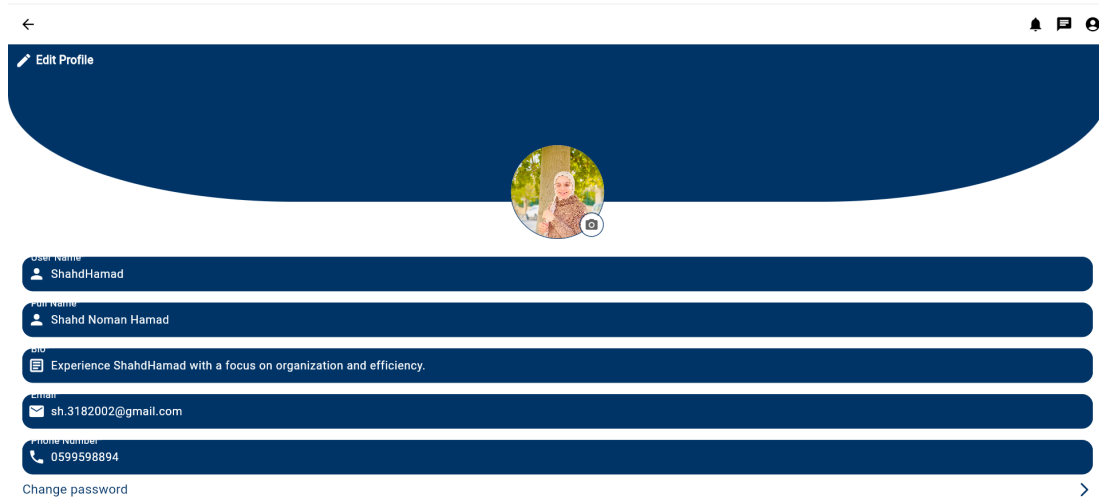 Edit Profile
User Name
ShahdHamad
Full Name
Shahd Noman Hamad
Bio
Experience ShahdHamad with a focus on organization and efficiency.
Email
sh.3182002@gmail.com
Phone Number
0599598894
Change password